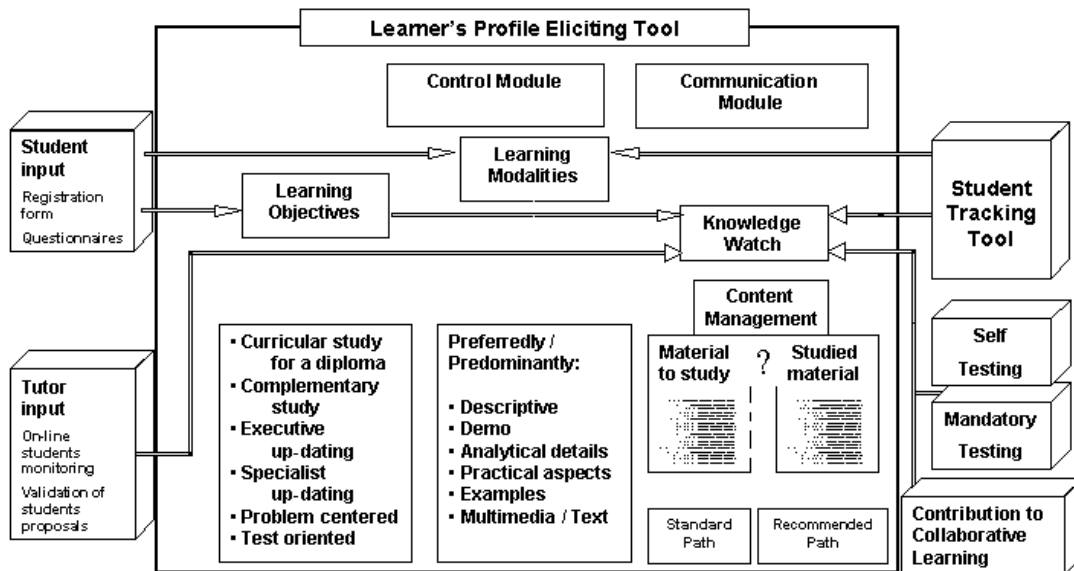 Learner's Profile Eliciting Tool
Control Module
Communication
Module
Student
input
Registration
form
Questionnaires
Learning
Modalities
Learning
Objectives
Knowledge
Watch
Student
Tracking
Tool
Content
Management
Material
to study
?
Studied
material
Self
Testing
Mandatory
Testing
Tutor
input
On-line
students
monitoring
Validation of
students
proposals
• Curricular study
for a diploma
• Complementary
study
• Executive
up-dating
• Specialist
up-dating
• Problem centered
• Test oriented
Preferredly /
Predominantly:
• Descriptive
• Demo
• Analytical details
• Practical aspects
• Examples
• Multimedia / Text
Standard
Path
Recommended
Path
Contribution to
Collaborative
Learning